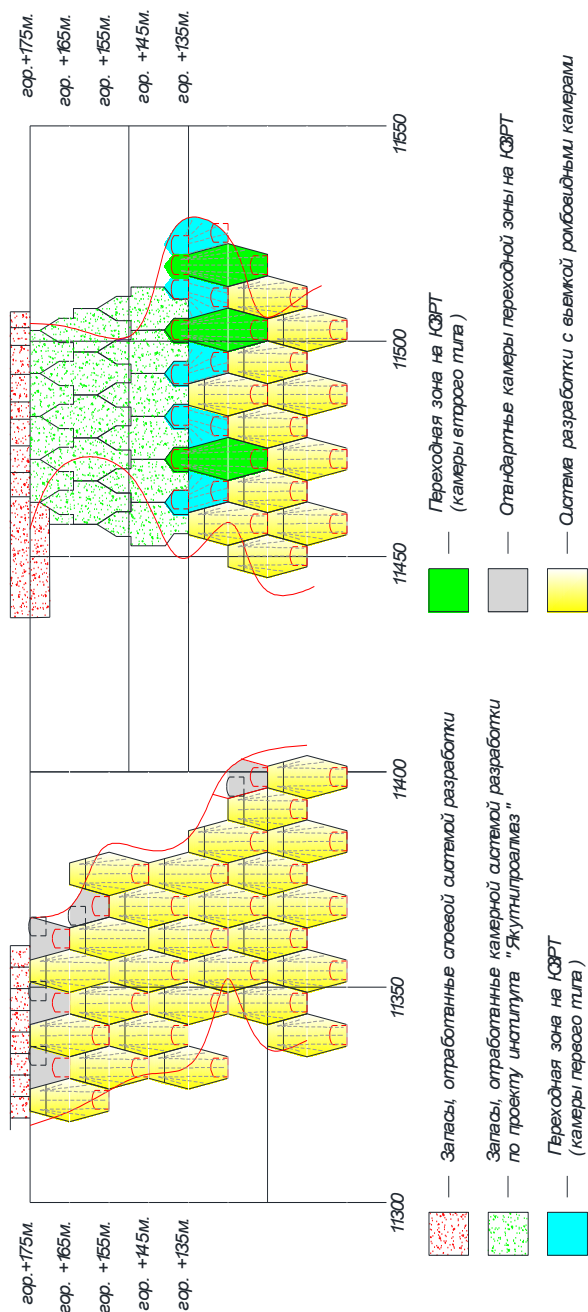 гор. +175м.
гор. +165м.
гор. +155м.
гор. +145м.
гор. +135м.
гор. +175м.
гор. +165м.
гор. +155м.
гор. +145м.
гор. +135м.
11300
11350
11400
11450
11500
11550
Запасы, отработанные слоевой системой разработки
Запасы, отработанные камерной системой разработки
по проекту института "Якутнипроалмаз"
Переходная зона на ЮЗРТ
(камеры первого типа)
Переходная зона на ЮЗРТ
(камеры второго типа)
Стандартные камеры переходной зоны на ЮЗРТ
Система разработки с выемкой ромбовидными камерами